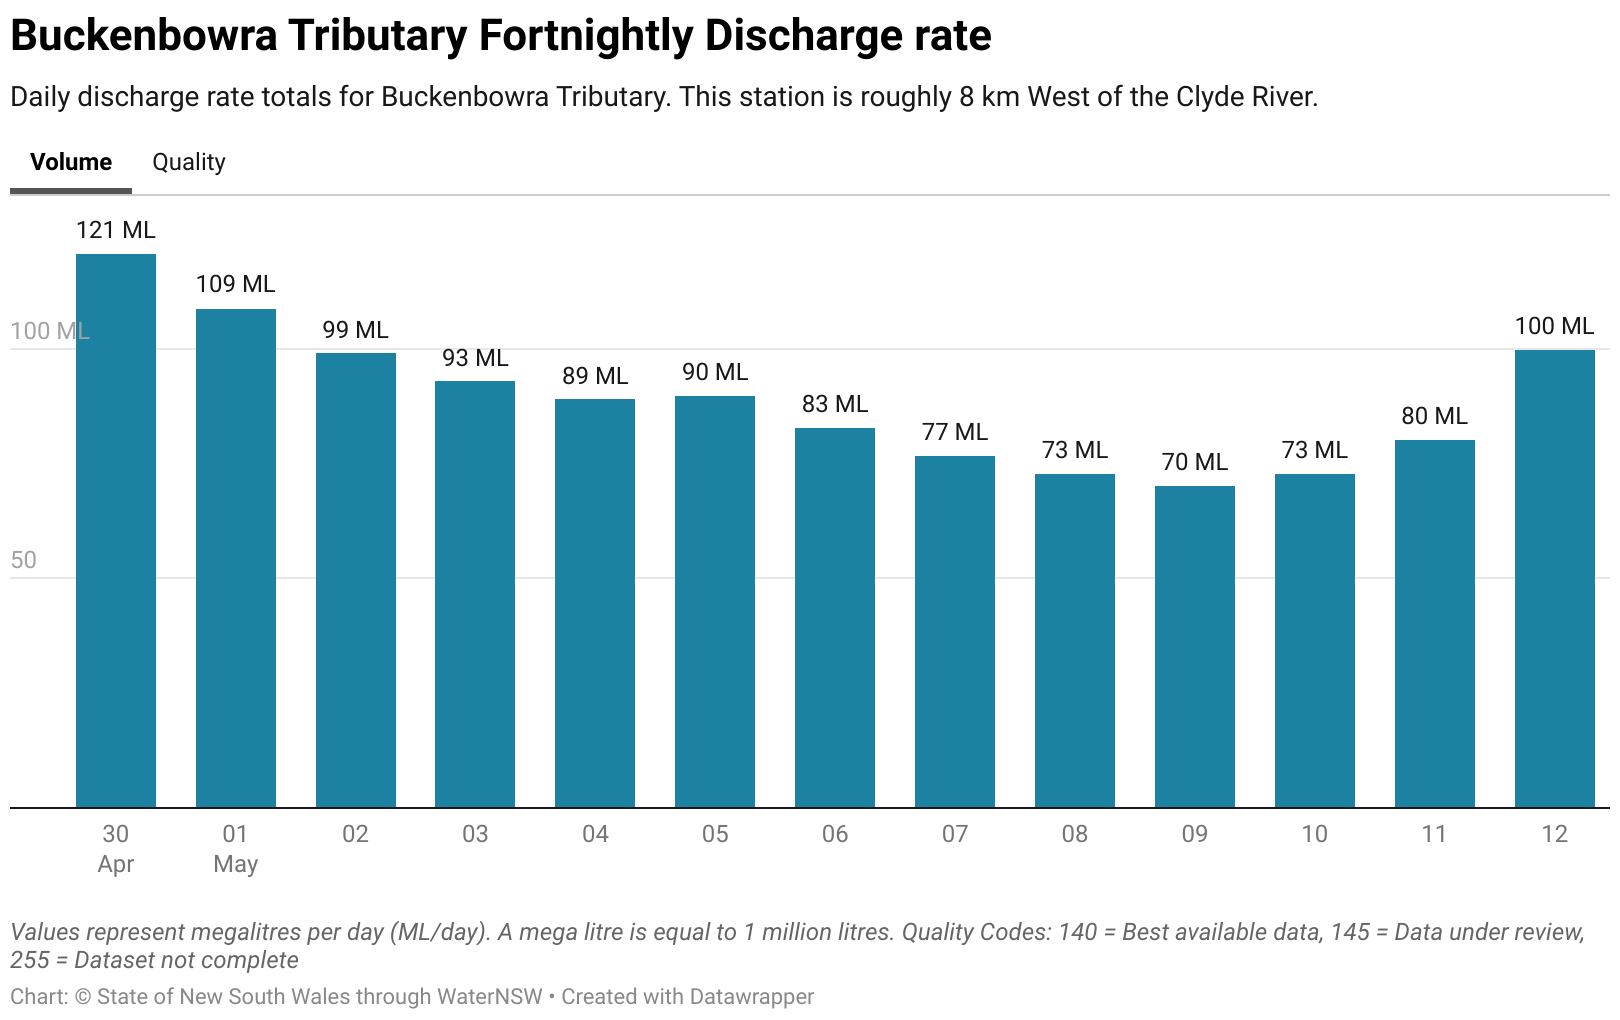 Buckenbowra Tributary Fortnightly Discharge rate
Daily discharge rate totals for Buckenbowra Tributary. This station is roughly 8 km West of the Clyde River.
Volume Quality
121 ML
109 ML
100 ML
99 ML
93 ML
89 ML
90 ML
83 ML
77 ML
73 ML
70 ML
73 ML
80 ML
100 ML
50
30 01 02 03 04 05 06 07 08 09 10 11 12
Apr May
Values represent megalitres per day (ML/day). A mega litre is equal to 1 million litres. Quality Codes: 140 = Best available data, 145 = Data under review,
255 = Dataset not complete
Chart: © State of New South Wales through WaterNSW • Created with Datawrapper